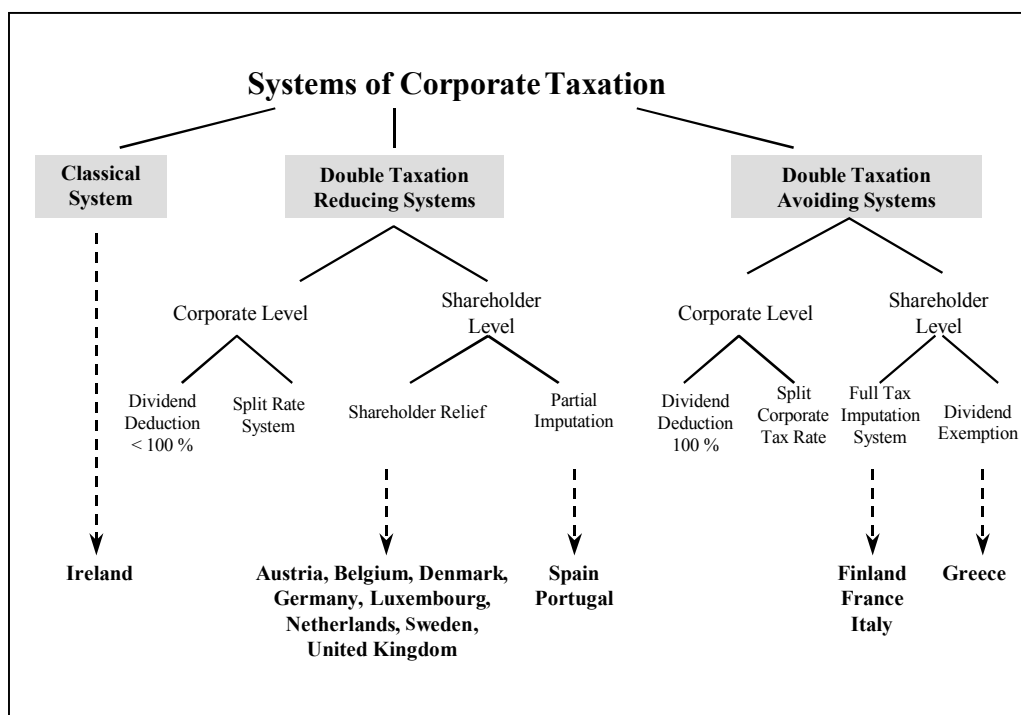 Systems of Corporate Taxation
Classical
System
Double Taxation
Reducing Systems
Double Taxation
Avoiding Systems
Corporate Level
Shareholder
Level
Corporate Level
Shareholder
Level
Dividend
Deduction
< 100 %
Split Rate
System
Shareholder Relief
Partial
Imputation
Dividend
Deduction
100 %
Split
Corporate
Tax Rate
Full Tax
Imputation
System
Dividend
Exemption
Ireland
Austria, Belgium, Denmark,
Germany, Luxembourg,
Netherlands, Sweden,
United Kingdom
Spain
Portugal
Finland
France
Italy
Greece